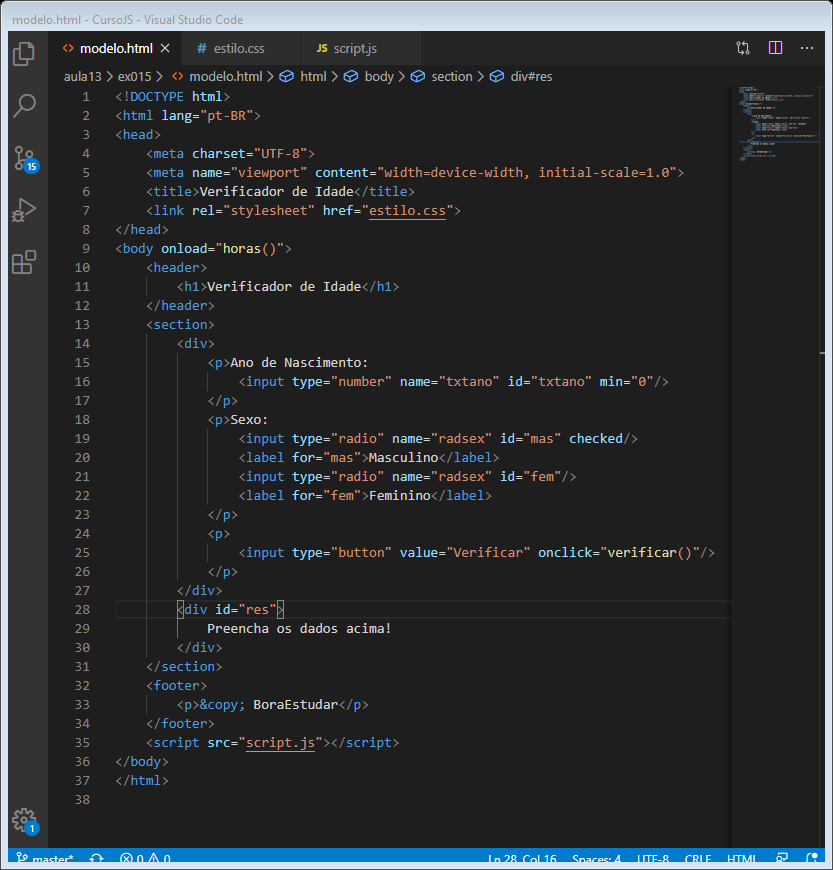 modelo.html - CursoJS - Visual Studio Code
<> modelo.html × # estilo.css JS script.js ···
aula13 > ex015 > <> modelo.html > html > body > section > div#res
1 <!DOCTYPE html>
2 <html lang="pt-BR">
3 <head>
4     <meta charset="UTF-8">
5     <meta name="viewport" content="width=device-width, initial-scale=1.0">
6     <title>Verificador de Idade</title>
7     <link rel="stylesheet" href="estilo.css">
8 </head>
9 <body onload="horas()">
10     <header>
11         <h1>Verificador de Idade</h1>
12     </header>
13     <section>
14         <div>
15             <p>Ano de Nascimento:
16                 <input type="number" name="txtano" id="txtano" min="0"/>
17             </p>
18             <p>Sexo:
19                 <input type="radio" name="radsex" id="mas" checked/>
20                 <label for="mas">Masculino</label>
21                 <input type="radio" name="radsex" id="fem"/>
22                 <label for="fem">Feminino</label>
23             </p>
24             <p>
25                 <input type="button" value="Verificar" onclick="verificar()"/>
26             </p>
27         </div>
28         <div id="res">
29             Preencha os dados acima!
30         </div>
31     </section>
32     <footer>
33         <p>&copy; BoraEstudar</p>
34     </footer>
35     <script src="script.js"></script>
36 </body>
37 </html>
38
15
1
master* 0 0 Ln 28, Col 16 Spaces: 4 UTF-8 CRLF HTML